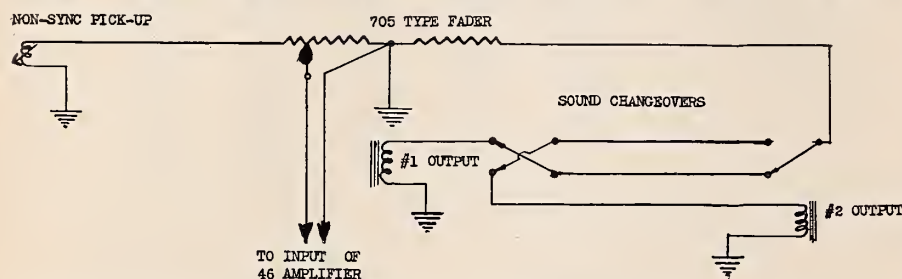 NON-SYNC PICK-UP
705 TYPE FADER
SOUND CHANGEOVERS
#1 OUTPUT
#2 OUTPUT
TO INPUT OF
46 AMPLIFIER